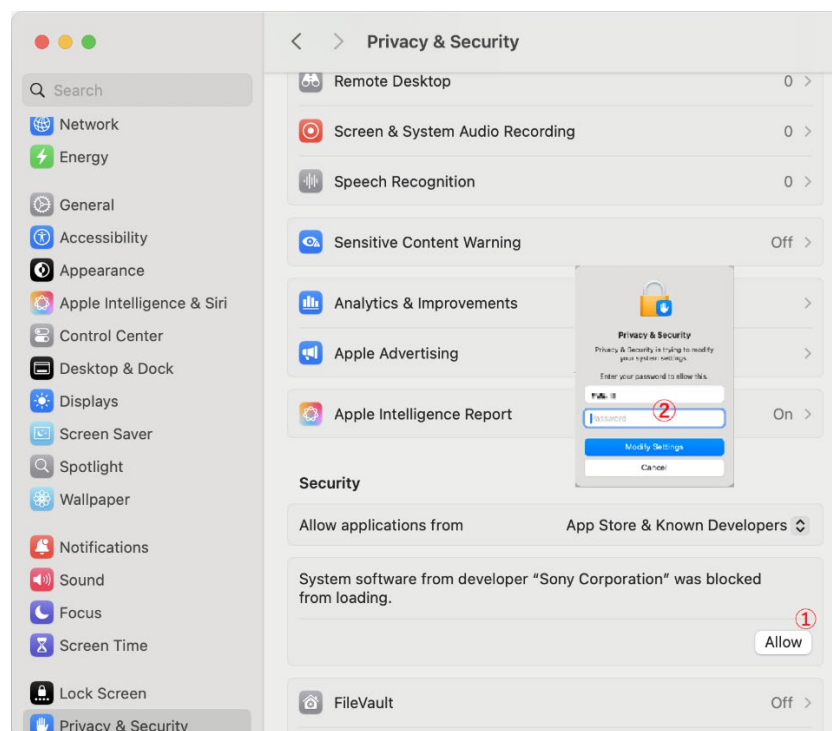 Privacy & Security
Search
Network
Energy
General
Accessibility
Appearance
Apple Intelligence & Siri
Control Center
Desktop & Dock
Displays
Screen Saver
Spotlight
Wallpaper
Notifications
Sound
Focus
Screen Time
Lock Screen
Privacy & Security
Remote Desktop 0
Screen & System Audio Recording 0
Speech Recognition 0
Sensitive Content Warning Off
Analytics & Improvements
Apple Advertising
Apple Intelligence Report On
Privacy & Security
Privacy & Security is trying to modify
your system settings.
Enter your password to allow this.
Password ②
Modify Settings
Cancel
Security
Allow applications from App Store & Known Developers
System software from developer “Sony Corporation” was blocked
from loading.
①
Allow
FileVault Off